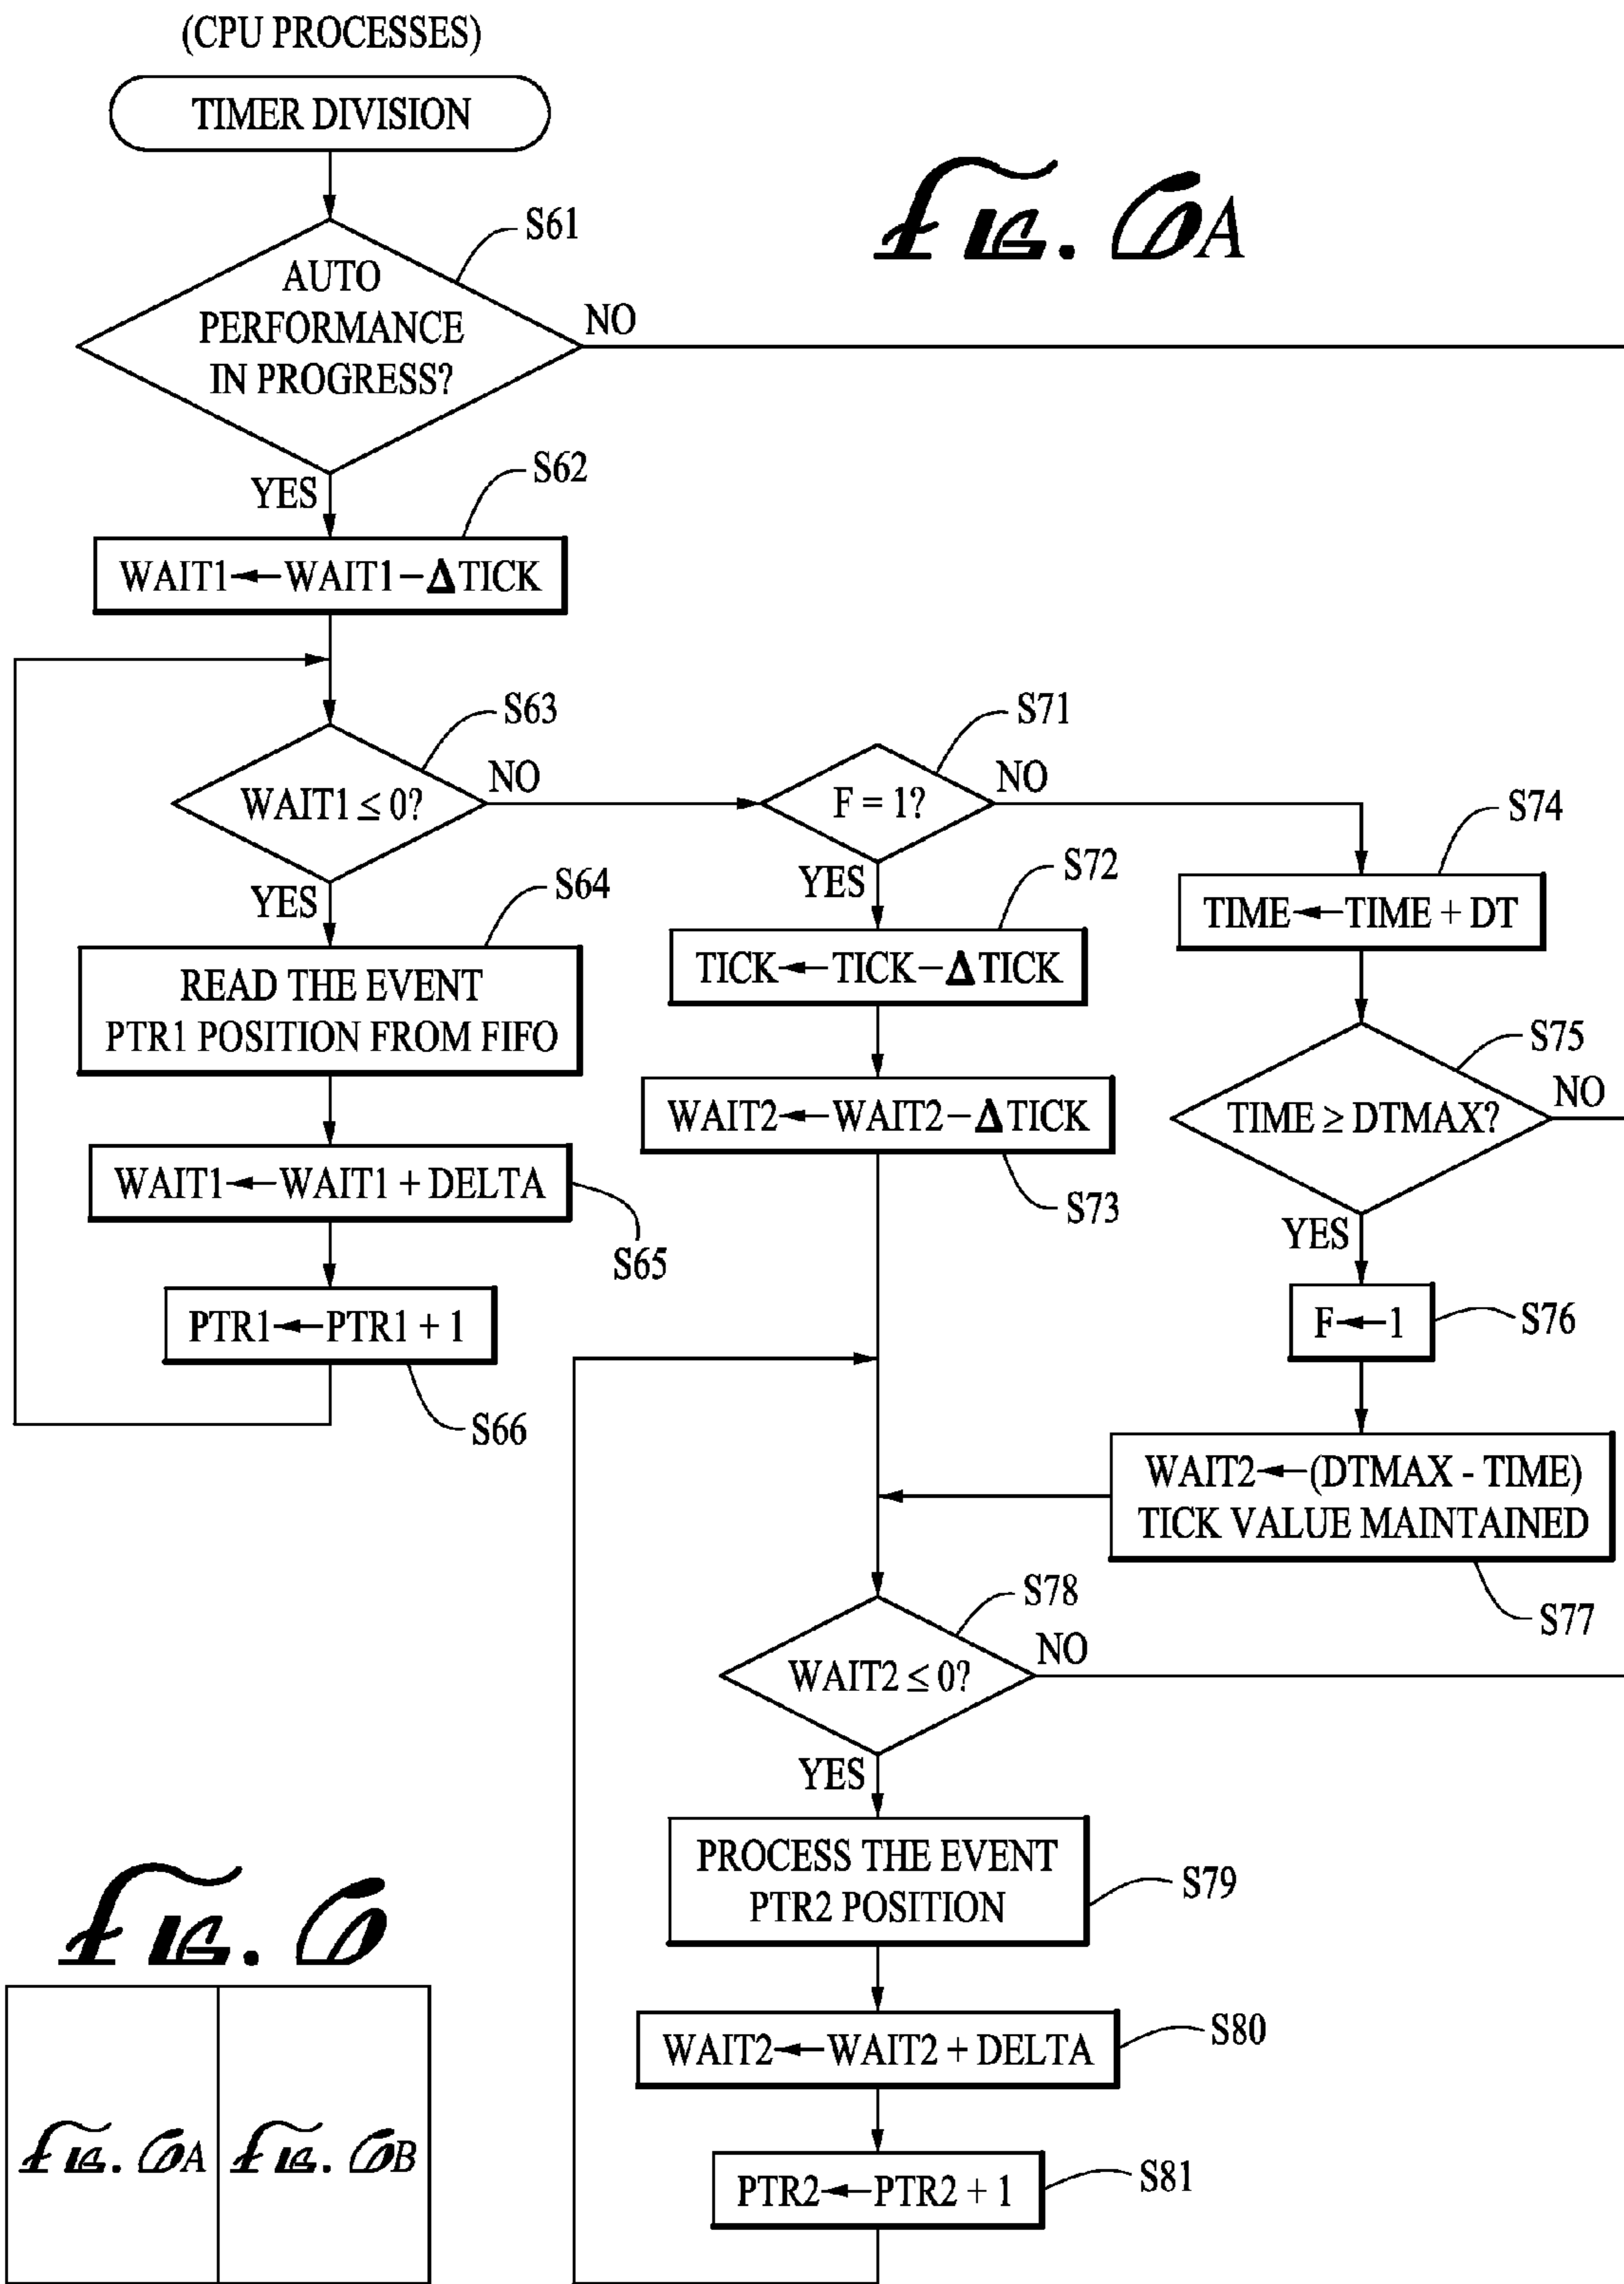 (CPU PROCESSES)
TIMER DIVISION
FIG. 6A
S61
AUTO
PERFORMANCE
IN PROGRESS?
NO
YES
S62
WAIT1←WAIT1−ΔTICK
S63
WAIT1 ≤ 0?
NO
YES
S64
READ THE EVENT
PTR1 POSITION FROM FIFO
WAIT1←WAIT1 + DELTA
S65
PTR1←PTR1 + 1
S66
S71
F = 1?
NO
YES
S72
TICK←TICK−ΔTICK
WAIT2←WAIT2−ΔTICK
S73
S74
TIME←TIME + DT
S75
TIME ≥ DTMAX?
NO
YES
F←1
S76
WAIT2←(DTMAX - TIME)
TICK VALUE MAINTAINED
S77
S78
WAIT2 ≤ 0?
NO
YES
PROCESS THE EVENT
PTR2 POSITION
S79
WAIT2←WAIT2 + DELTA
S80
PTR2←PTR2 + 1
S81
FIG. 6
FIG. 6A
FIG. 6B